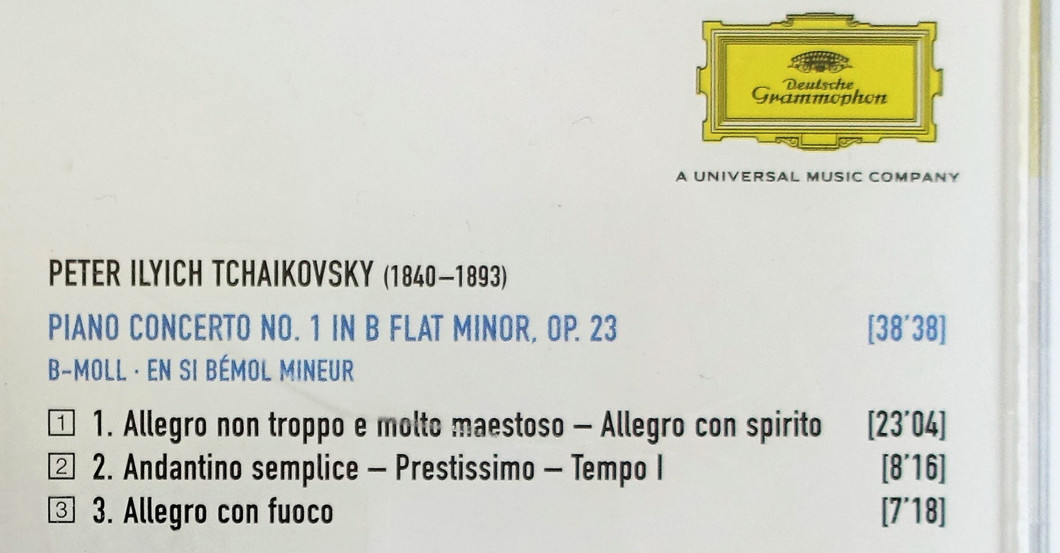 Deutsche
Grammophon
A UNIVERSAL MUSIC COMPANY
PETER ILYICH TCHAIKOVSKY (1840–1893)
PIANO CONCERTO NO. 1 IN B FLAT MINOR, OP. 23 [38'38]
B-MOLL · EN SI BÉMOL MINEUR
1 1. Allegro non troppo e molto maestoso – Allegro con spirito [23'04]
2 2. Andantino semplice – Prestissimo – Tempo I [8'16]
3 3. Allegro con fuoco [7'18]